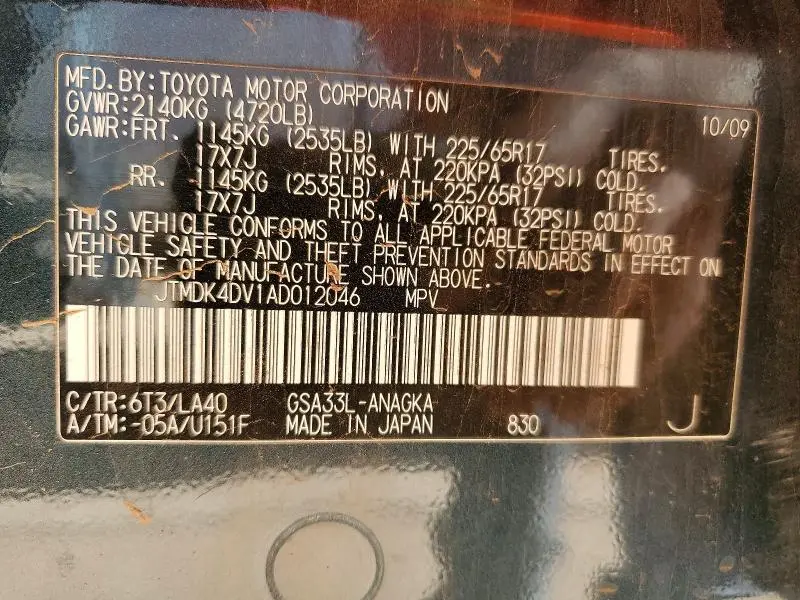 MFD. BY: TOYOTA MOTOR CORPORATION 10/09
GVWR: 2140KG (4720LB)
GAWR: FRT. 1145KG (2535LB) WITH 225/65R17 TIRES.
17X7J RIMS, AT 220KPA (32PSI) COLD.
RR. 1145KG (2535LB) WITH 225/65R17 TIRES.
17X7J RIMS, AT 220KPA (32PSI) COLD.
THIS VEHICLE CONFORMS TO ALL APPLICABLE FEDERAL MOTOR
VEHICLE SAFETY AND THEFT PREVENTION STANDARDS IN EFFECT ON
THE DATE OF MANUFACTURE SHOWN ABOVE.
JTMDK4DV1AD012046 MPV
C/TR: 6T3/LA40 GSA33L-ANAGKA
A/TM: -05A/U151F MADE IN JAPAN 830 J